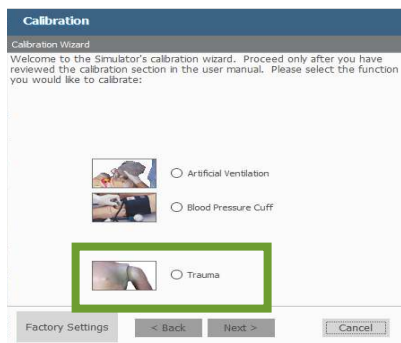 Calibration
Calibration Wizard
Welcome to the Simulator's calibration wizard. Proceed only after you have
reviewed the calibration section in the user manual. Please select the function
you would like to calibrate:
Artificial Ventilation
Blood Pressure Cuff
Trauma
Factory Settings < Back Next > Cancel